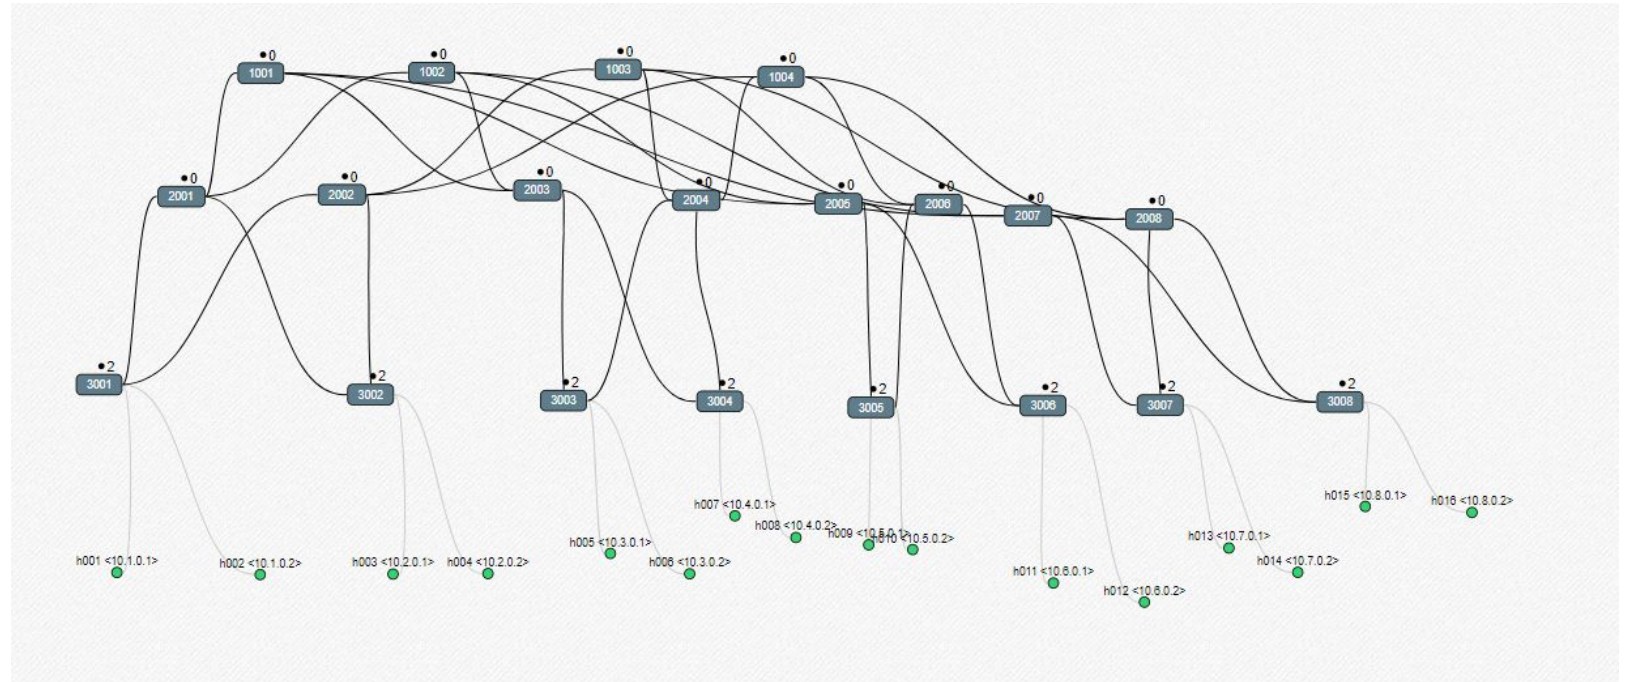 ●0
●0
●0
●0
1001
1002
1003
1004
●0
●0
●0
●0
●0
●0
●0
●0
2001
2002
2003
2004
2005
2006
2007
2008
●2
●2
●2
●2
●2
●2
●2
●2
3001
3002
3003
3004
3005
3006
3007
3008
h001 <10.1.0.1>
h002 <10.1.0.2>
h003 <10.2.0.1>
h004 <10.2.0.2>
h005 <10.3.0.1>
h006 <10.3.0.2>
h007 <10.4.0.1>
h008 <10.4.0.2>
h009 <10.5.0.1>
h010 <10.5.0.2>
h011 <10.6.0.1>
h012 <10.6.0.2>
h013 <10.7.0.1>
h014 <10.7.0.2>
h015 <10.8.0.1>
h016 <10.8.0.2>